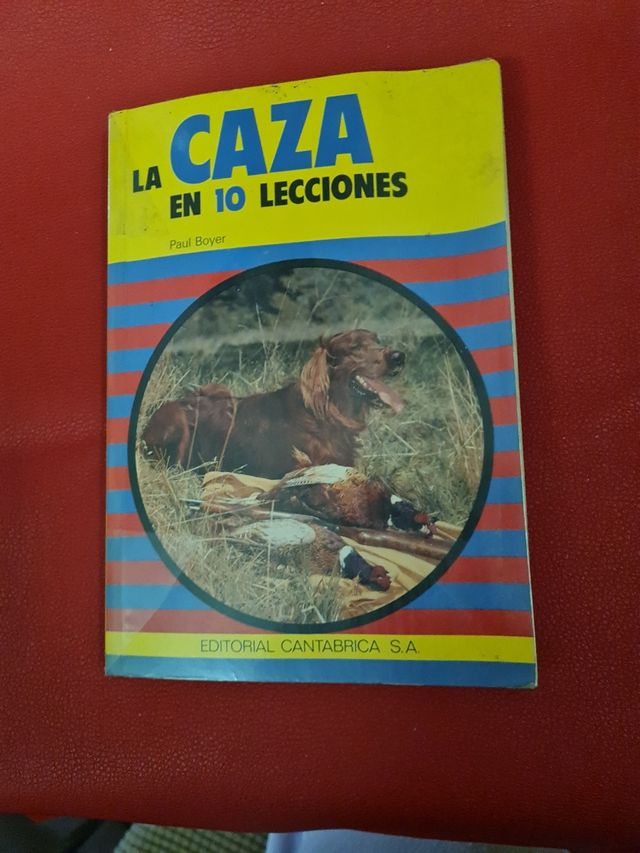 LA CAZA
EN 10 LECCIONES
Paul Boyer
EDITORIAL CANTABRICA S.A.